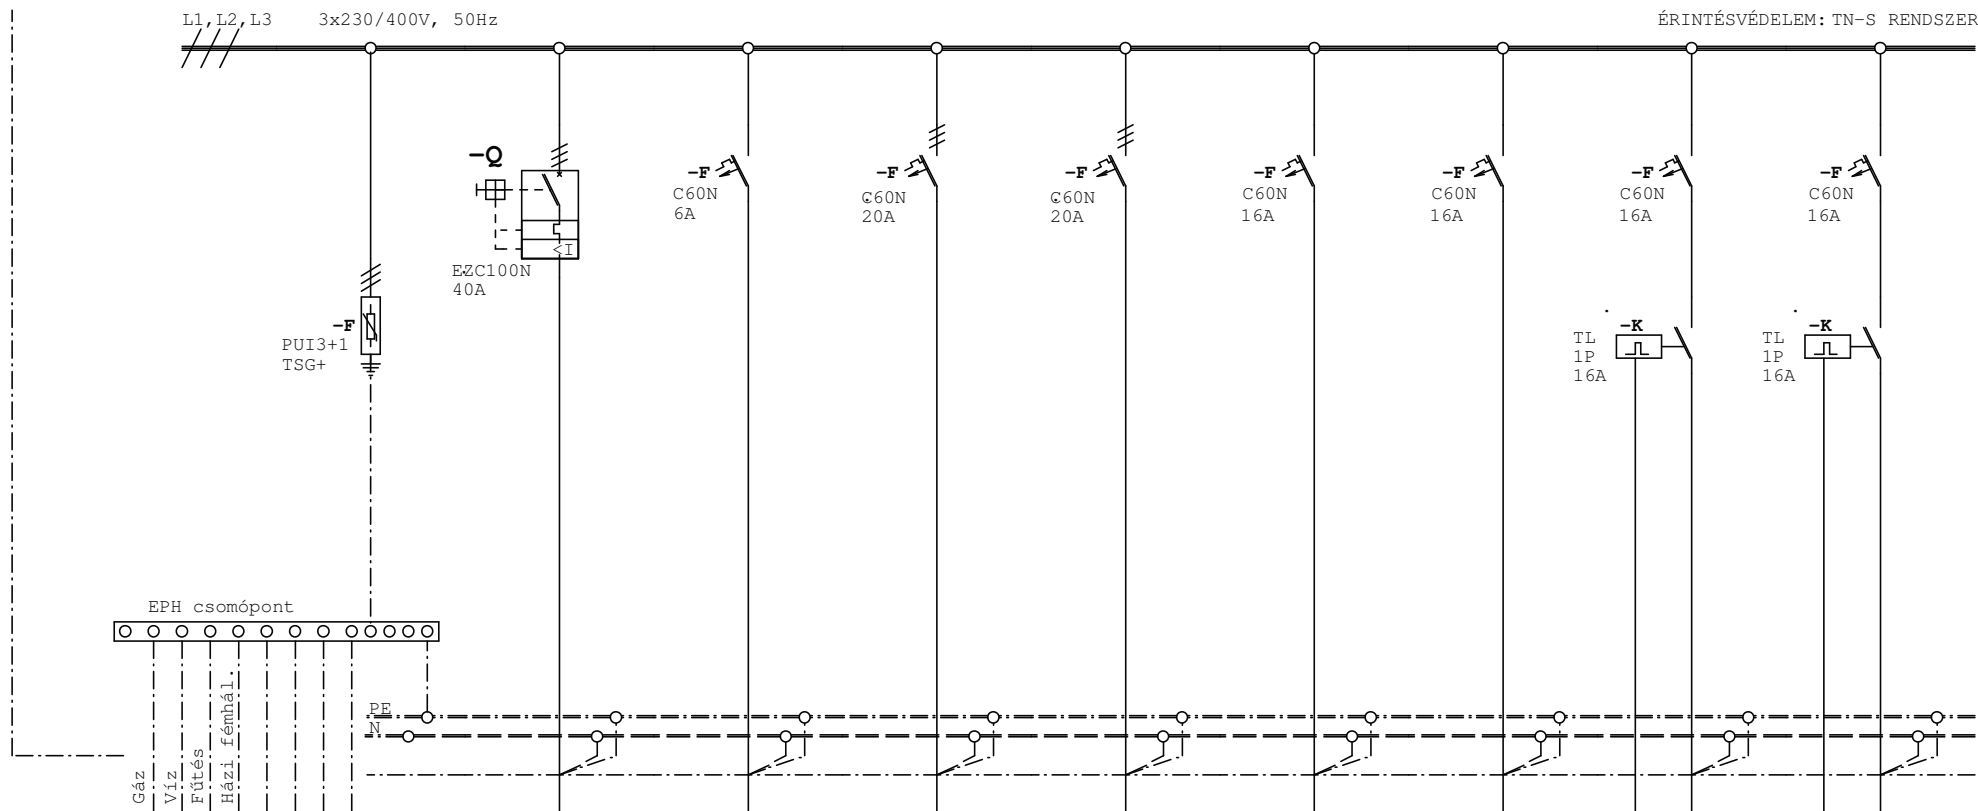 L1,L2,L3 3x230/400V, 50Hz ÉRINTÉSVÉDELEM: TN-S RENDSZER
-Q
EZC100N
40A
-F
C60N
6A
-F
C60N
20A
-F
C60N
20A
-F
C60N
16A
-F
C60N
16A
-F
C60N
16A
-F
C60N
16A
<I
-F
PUI3+1
TSG+
-K
TL
1P
16A
-K
TL
1P
16A
EPH csomópont
PE
N
Gáz
Víz
Fűtés
Házi fémhál.